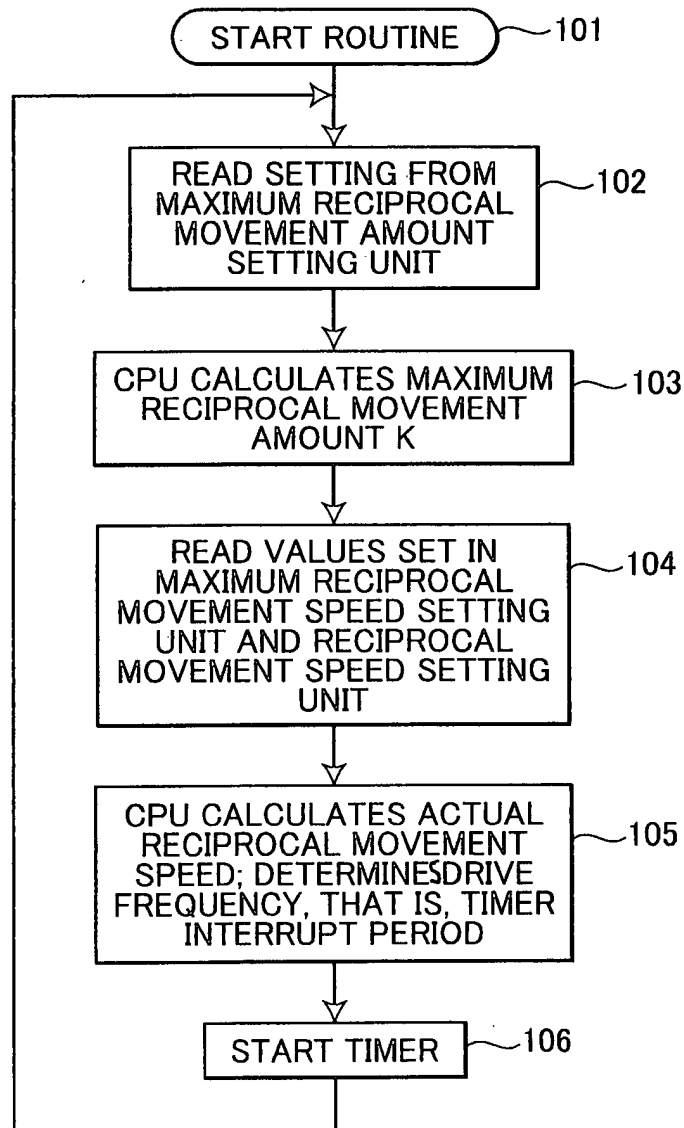 START ROUTINE
101
READ SETTING FROM
MAXIMUM RECIPROCAL
MOVEMENT AMOUNT
SETTING UNIT
102
CPU CALCULATES MAXIMUM
RECIPROCAL MOVEMENT
AMOUNT K
103
READ VALUES SET IN
MAXIMUM RECIPROCAL
MOVEMENT SPEED SETTING
UNIT AND RECIPROCAL
MOVEMENT SPEED SETTING
UNIT
104
CPU CALCULATES ACTUAL
RECIPROCAL MOVEMENT
SPEED; DETERMINES DRIVE
FREQUENCY, THAT IS, TIMER
INTERRUPT PERIOD
105
START TIMER
106